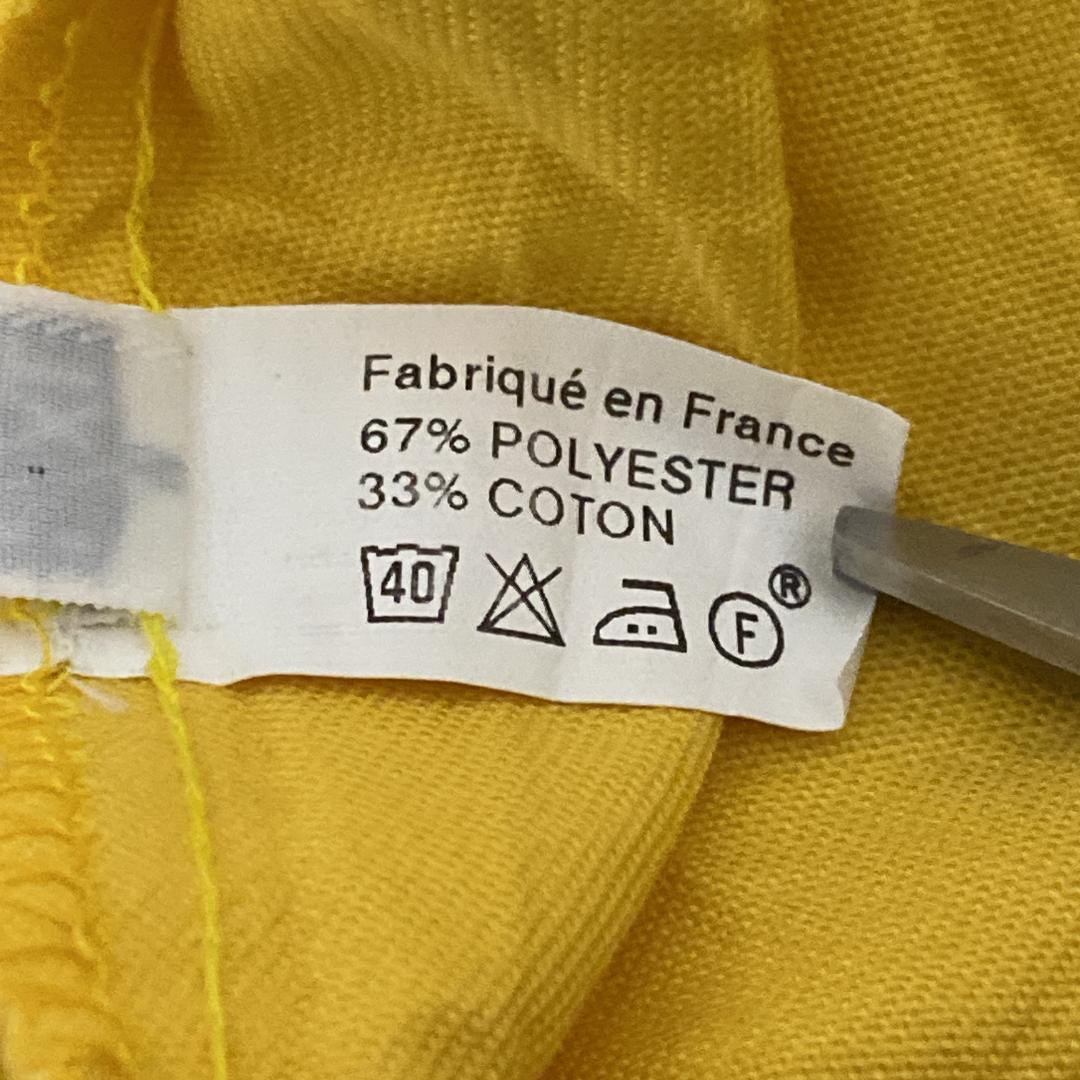 Fabriqué en France
67% POLYESTER
33% COTON
40 F ®